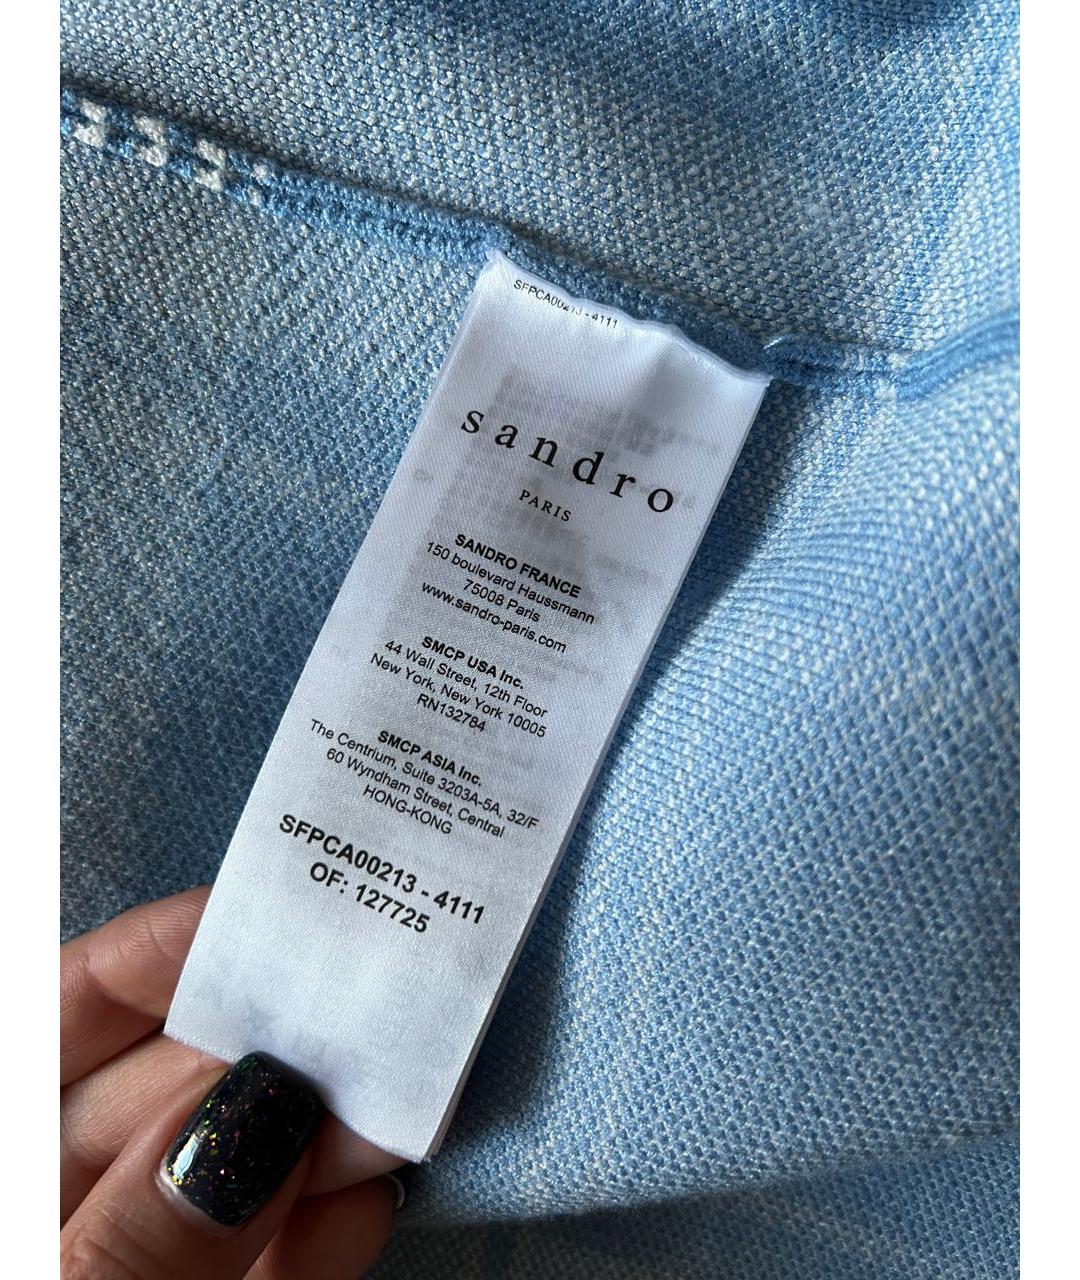 SFPCA00213 - 4111
sandro
PARIS
SANDRO FRANCE
150 boulevard Haussmann
75008 Paris
www.sandro-paris.com
SMCP USA Inc.
44 Wall Street, 12th Floor
New York, New York 10005
RN132784
SMCP ASIA Inc.
The Centrium, Suite 3203A-5A, 32/F
60 Wyndham Street, Central
HONG-KONG
SFPCA00213 - 4111
OF: 127725